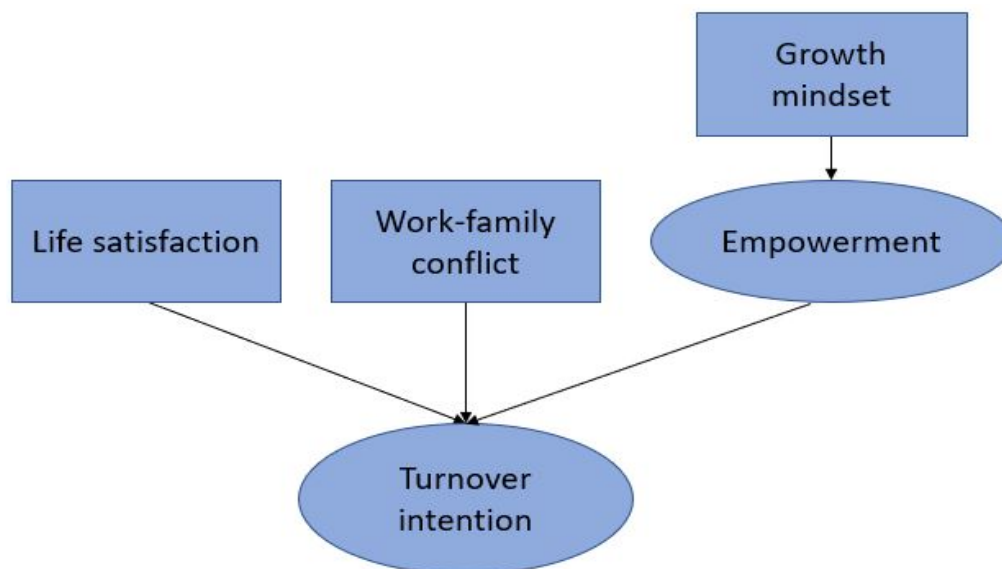 Growth
mindset
Life satisfaction
Work-family
conflict
Empowerment
Turnover
intention